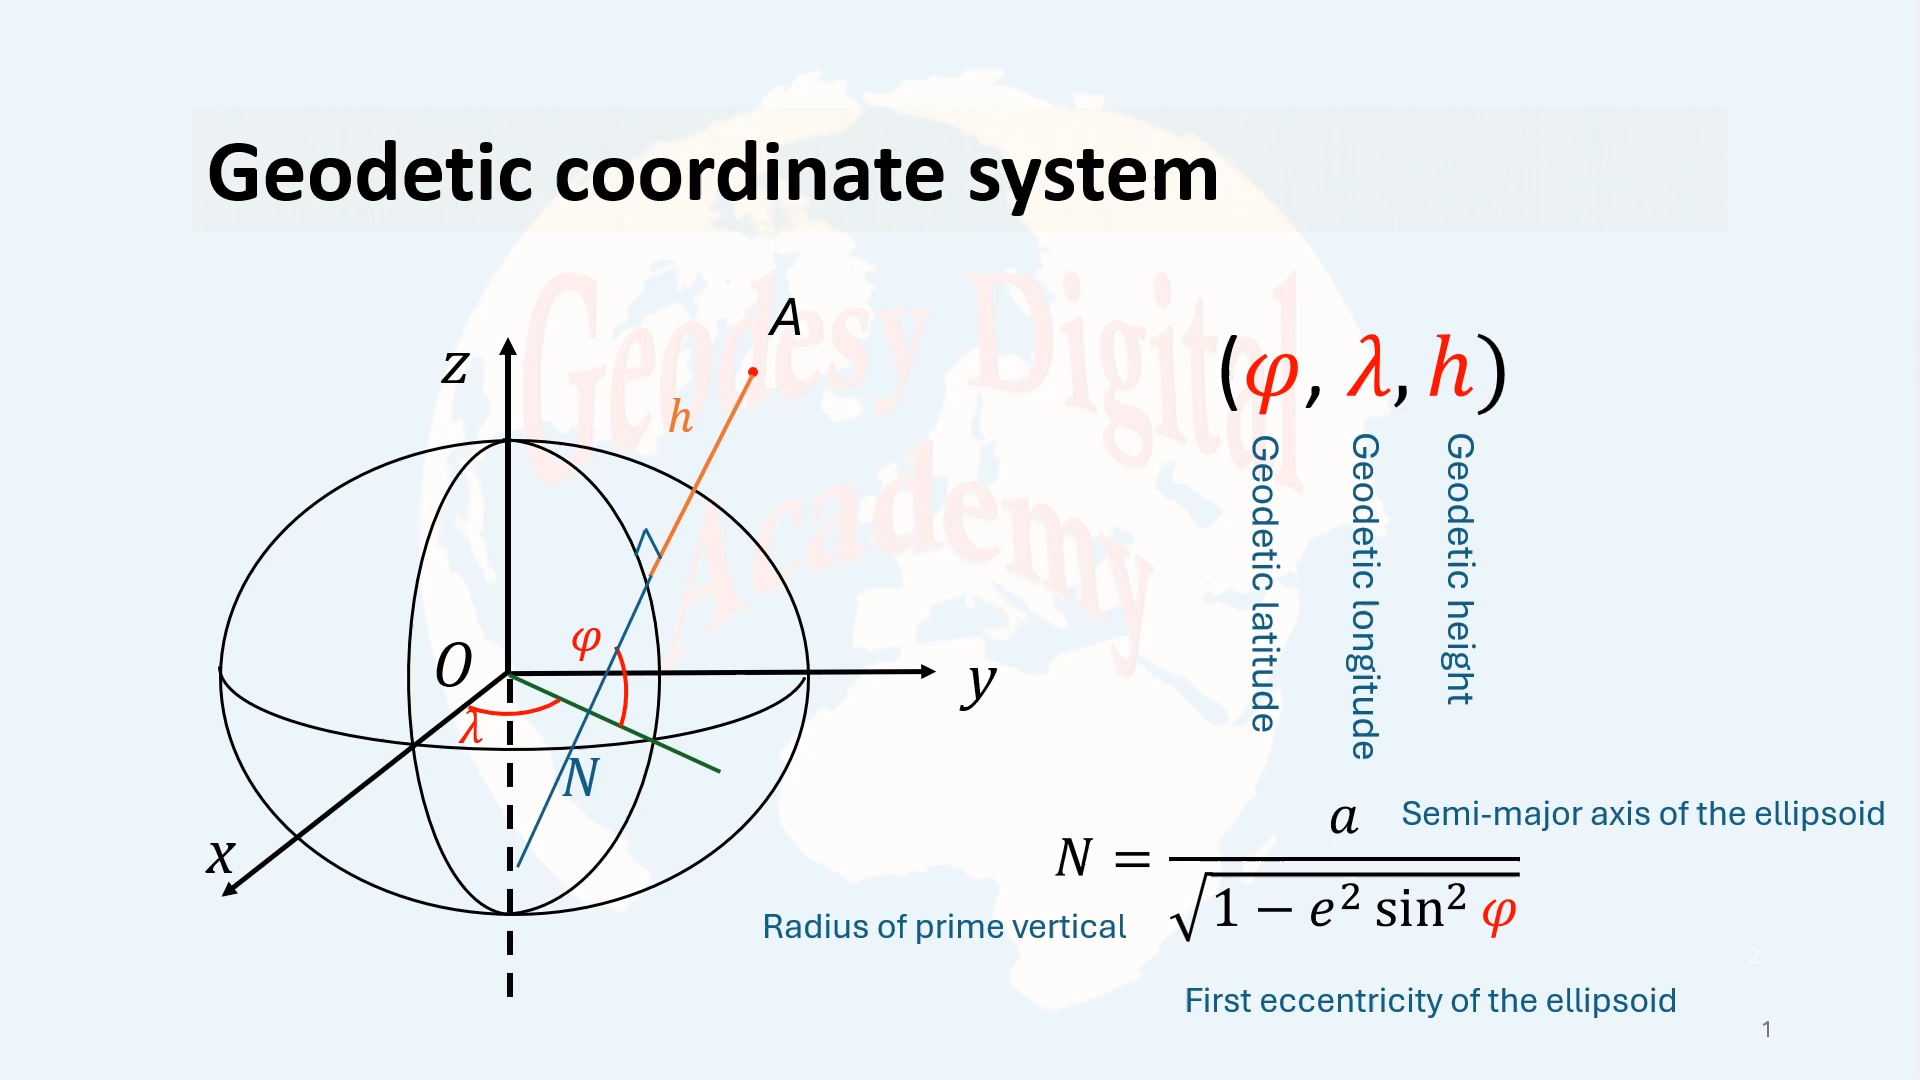 Geodetic coordinate system
Geodesy Digital
Academy
A
z
h
(φ, λ, h)
Geodetic latitude
Geodetic longitude
Geodetic height
φ
O
y
λ
N
x
a
Semi-major axis of the ellipsoid
N =
√1 − e² sin² φ
Radius of prime vertical
2
First eccentricity of the ellipsoid
1